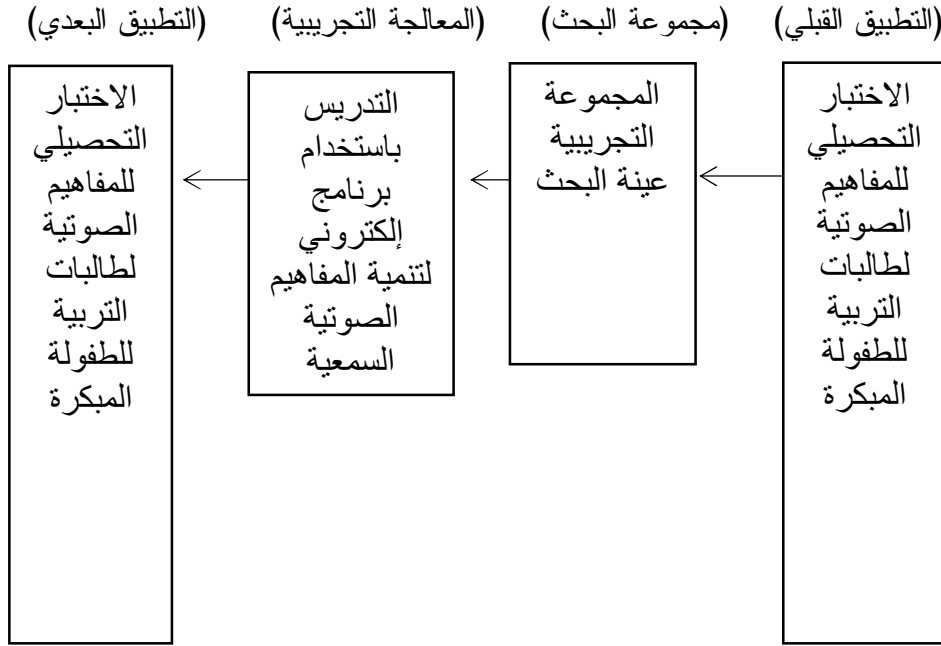 (التطبيق القبلي) (مجموعة البحث) (المعالجة التجريبية) (التطبيق البعدي)
الاختبار
التحصيلي
للمفاهيم
الصوتية
لطالبات
التربية
للطفولة
المبكرة
المجموعة
التجريبية
عينة البحث
التدريس
باستخدام
برنامج
إلكتروني
لتنمية المفاهيم
الصوتية
السمعية
الاختبار
التحصيلي
للمفاهيم
الصوتية
لطالبات
التربية
للطفولة
المبكرة